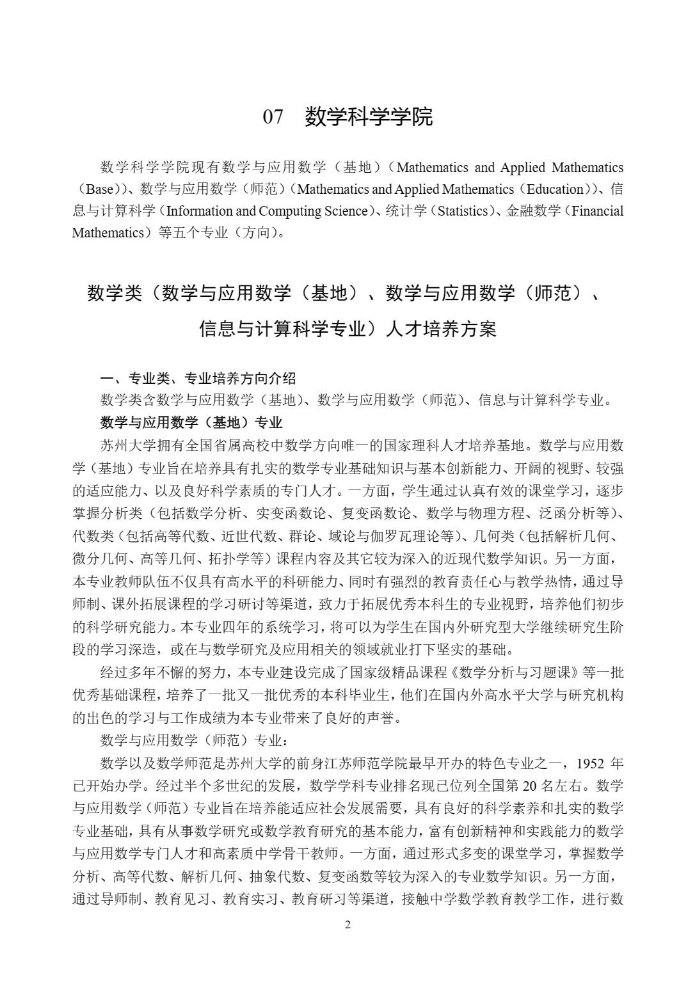 07 数学科学学院
数学科学学院现有数学与应用数学（基地）（Mathematics and Applied Mathematics
（Base））、数学与应用数学（师范）（Mathematics and Applied Mathematics（Education））、信
息与计算科学（Information and Computing Science）、统计学（Statistics）、金融数学（Financial
Mathematics）等五个专业（方向）。
数学类（数学与应用数学（基地）、数学与应用数学（师范）、
信息与计算科学专业）人才培养方案
一、专业类、专业培养方向介绍
数学类含数学与应用数学（基地）、数学与应用数学（师范）、信息与计算科学专业。
数学与应用数学（基地）专业
苏州大学拥有全国省属高校中数学方向唯一的国家理科人才培养基地。数学与应用数
学（基地）专业旨在培养具有扎实的数学专业基础知识与基本创新能力、开阔的视野、较强
的适应能力、以及良好科学素质的专门人才。一方面，学生通过认真有效的课堂学习，逐步
掌握分析类（包括数学分析、实变函数论、复变函数论、数学与物理方程、泛函分析等）、
代数类（包括高等代数、近世代数、群论、域论与伽罗瓦理论等）、几何类（包括解析几何、
微分几何、高等几何、拓扑学等）课程内容及其它较为深入的近现代数学知识。另一方面，
本专业教师队伍不仅具有高水平的科研能力、同时有强烈的教育责任心与教学热情，通过导
师制、课外拓展课程的学习研讨等渠道，致力于拓展优秀本科生的专业视野，培养他们初步
的科学研究能力。本专业四年的系统学习，将可以为学生在国内外研究型大学继续研究生阶
段的学习深造，或在与数学研究及应用相关的领域就业打下坚实的基础。
经过多年不懈的努力，本专业建设完成了国家级精品课程《数学分析与习题课》等一批
优秀基础课程，培养了一批又一批优秀的本科毕业生，他们在国内外高水平大学与研究机构
的出色的学习与工作成绩为本专业带来了良好的声誉。
数学与应用数学（师范）专业：
数学以及数学师范是苏州大学的前身江苏师范学院最早开办的特色专业之一，1952 年
已开始办学。经过半个多世纪的发展，数学学科专业排名现已位列全国第 20 名左右。数学
与应用数学（师范）专业旨在培养能适应社会发展需要，具有良好的科学素养和扎实的数学
专业基础，具有从事数学研究或数学教育研究的基本能力，富有创新精神和实践能力的数学
与应用数学专门人才和高素质中学骨干教师。一方面，通过形式多变的课堂学习，掌握数学
分析、高等代数、解析几何、抽象代数、复变函数等较为深入的专业数学知识。另一方面，
通过导师制、教育见习、教育实习、教育研习等渠道，接触中学数学教育教学工作，进行数
2